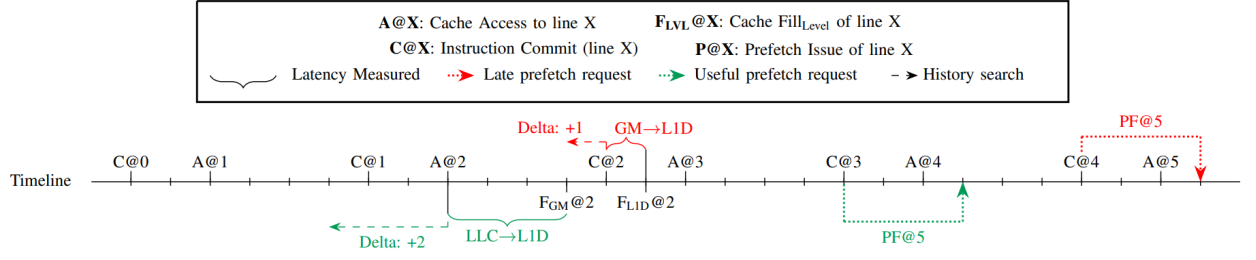 A@X: Cache Access to line X F_LVL@X: Cache Fill_Level of line X
C@X: Instruction Commit (line X) P@X: Prefetch Issue of line X
Latency Measured Late prefetch request Useful prefetch request History search
Delta: +1 GM→L1D PF@5
C@0 A@1 C@1 A@2 C@2 A@3 C@3 A@4 C@4 A@5
Timeline
F_GM@2 F_L1D@2
Delta: +2 LLC→L1D PF@5